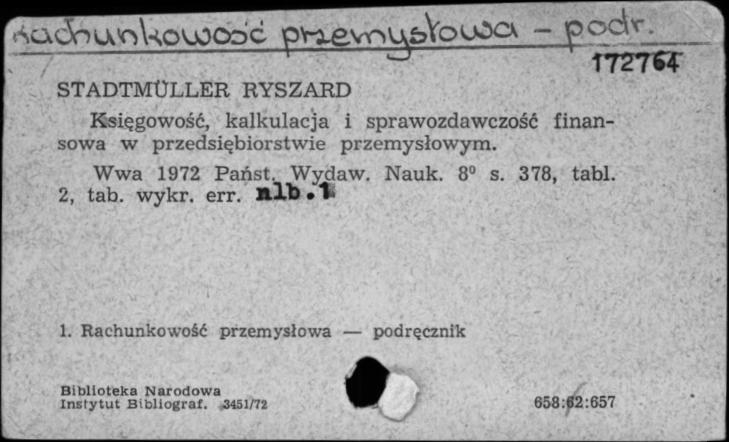 Rachunkowość przemysłowa – podr.
172764
STADTMÜLLER RYSZARD
Księgowość, kalkulacja i sprawozdawczość finan-
sowa w przedsiębiorstwie przemysłowym.
Wwa 1972 Państ. Wydaw. Nauk. 8⁰ s. 378, tabl.
2, tab. wykr. err. nlb.1
1. Rachunkowość przemysłowa — podręcznik
Biblioteka Narodowa
Instytut Bibliograf. 3451/72
658:62:657